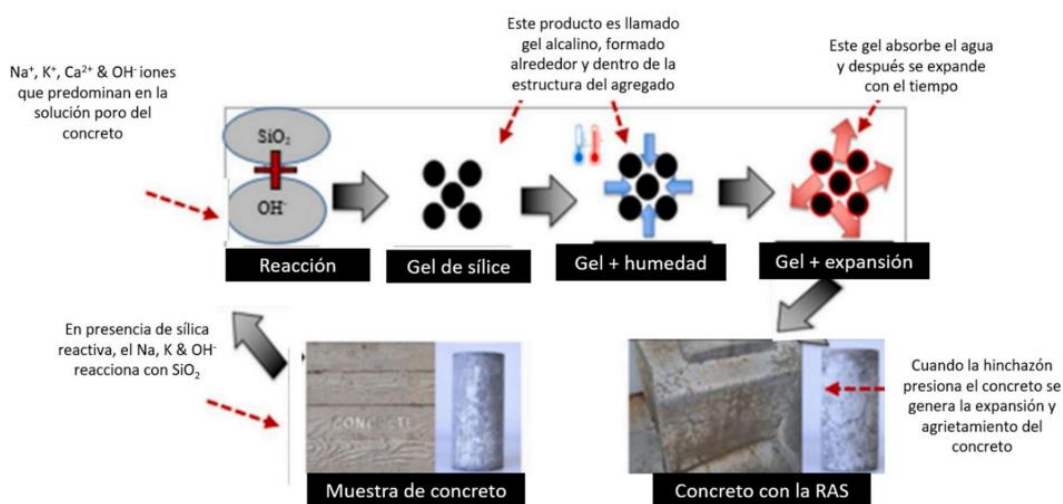 Na⁺, K⁺, Ca²⁺ & OH⁻ iones
que predominan en la
solución poro del
concreto
Este producto es llamado
gel alcalino, formado
alrededor y dentro de la
estructura del agregado
Este gel absorbe el agua
y después se expande
con el tiempo
SiO₂
OH⁻
Reacción
Gel de sílice
Gel + humedad
Gel + expansión
En presencia de sílica
reactiva, el Na, K & OH⁻
reacciona con SiO₂
CONCRETE
Cuando la hinchazón
presiona el concreto se
genera la expansión y
agrietamiento del
concreto
Muestra de concreto
Concreto con la RAS